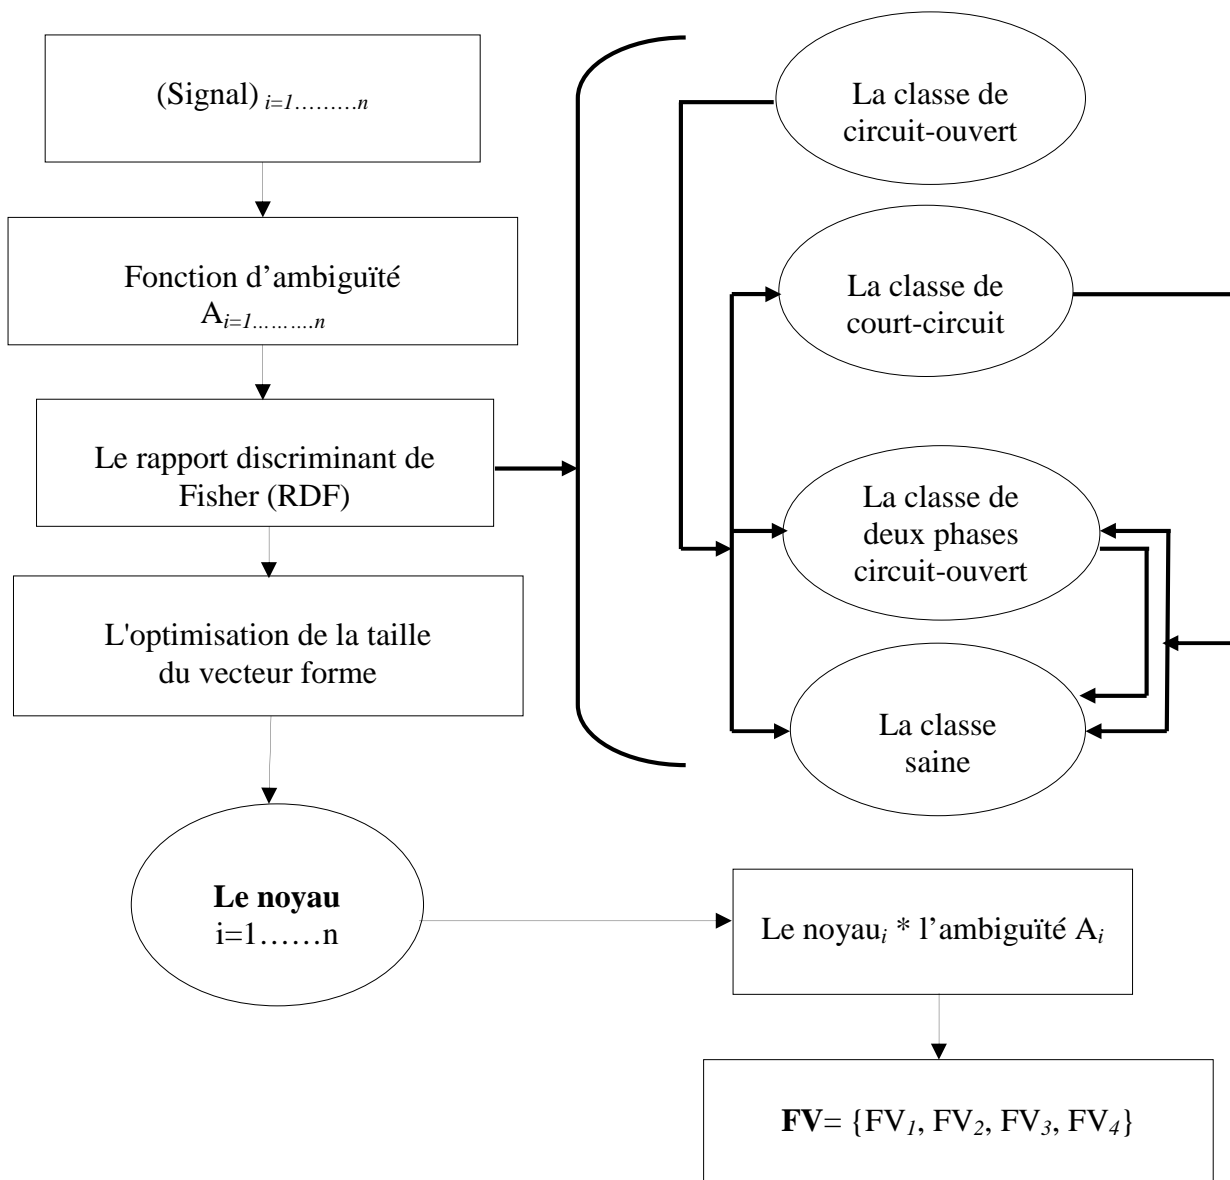 (Signal) i=1………n
Fonction d’ambiguïté
Ai=1……….n
Le rapport discriminant de
Fisher (RDF)
L'optimisation de la taille
du vecteur forme
Le noyau
i=1……n
La classe de
circuit-ouvert
La classe de
court-circuit
La classe de
deux phases
circuit-ouvert
La classe
saine
Le noyaui * l’ambiguïté Ai
FV= {FV1, FV2, FV3, FV4}